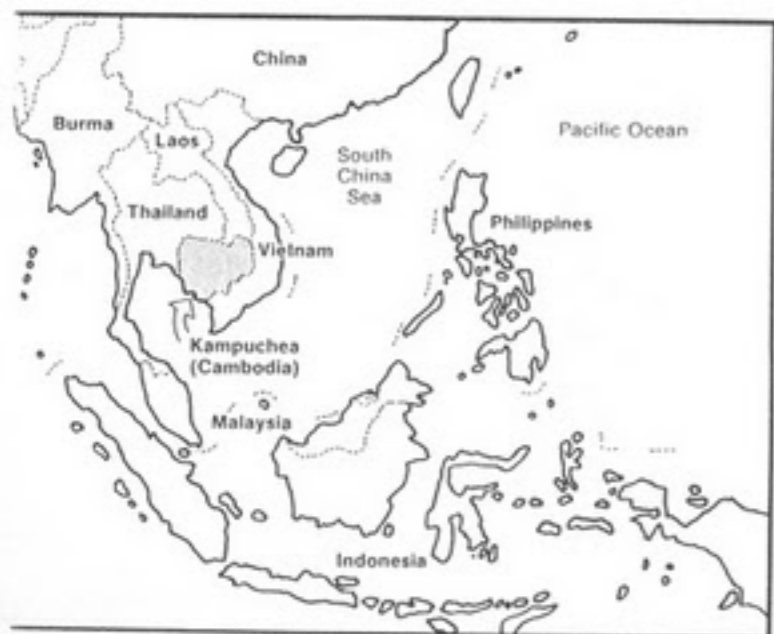 China
Burma
Laos
Pacific Ocean
South
China
Sea
Thailand
Philippines
Vietnam
Kampuchea
(Cambodia)
Malaysia
Indonesia